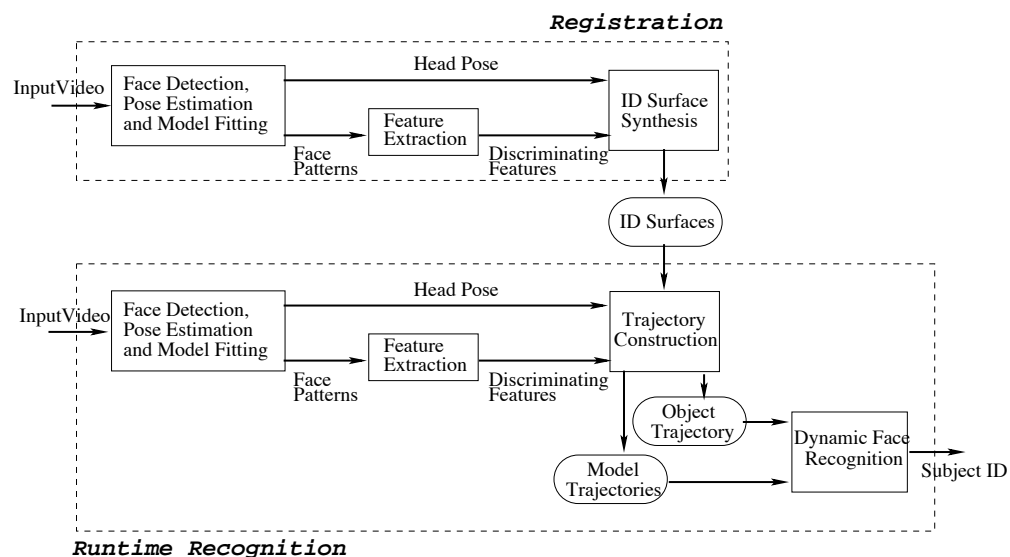 Registration
Head Pose
InputVideo
Face Detection,
Pose Estimation
and Model Fitting
Feature
Extraction
ID Surface
Synthesis
Face
Patterns
Discriminating
Features
ID Surfaces
Head Pose
InputVideo
Face Detection,
Pose Estimation
and Model Fitting
Feature
Extraction
Trajectory
Construction
Face
Patterns
Discriminating
Features
Object
Trajectory
Dynamic Face
Recognition
Subject ID
Model
Trajectories
Runtime Recognition